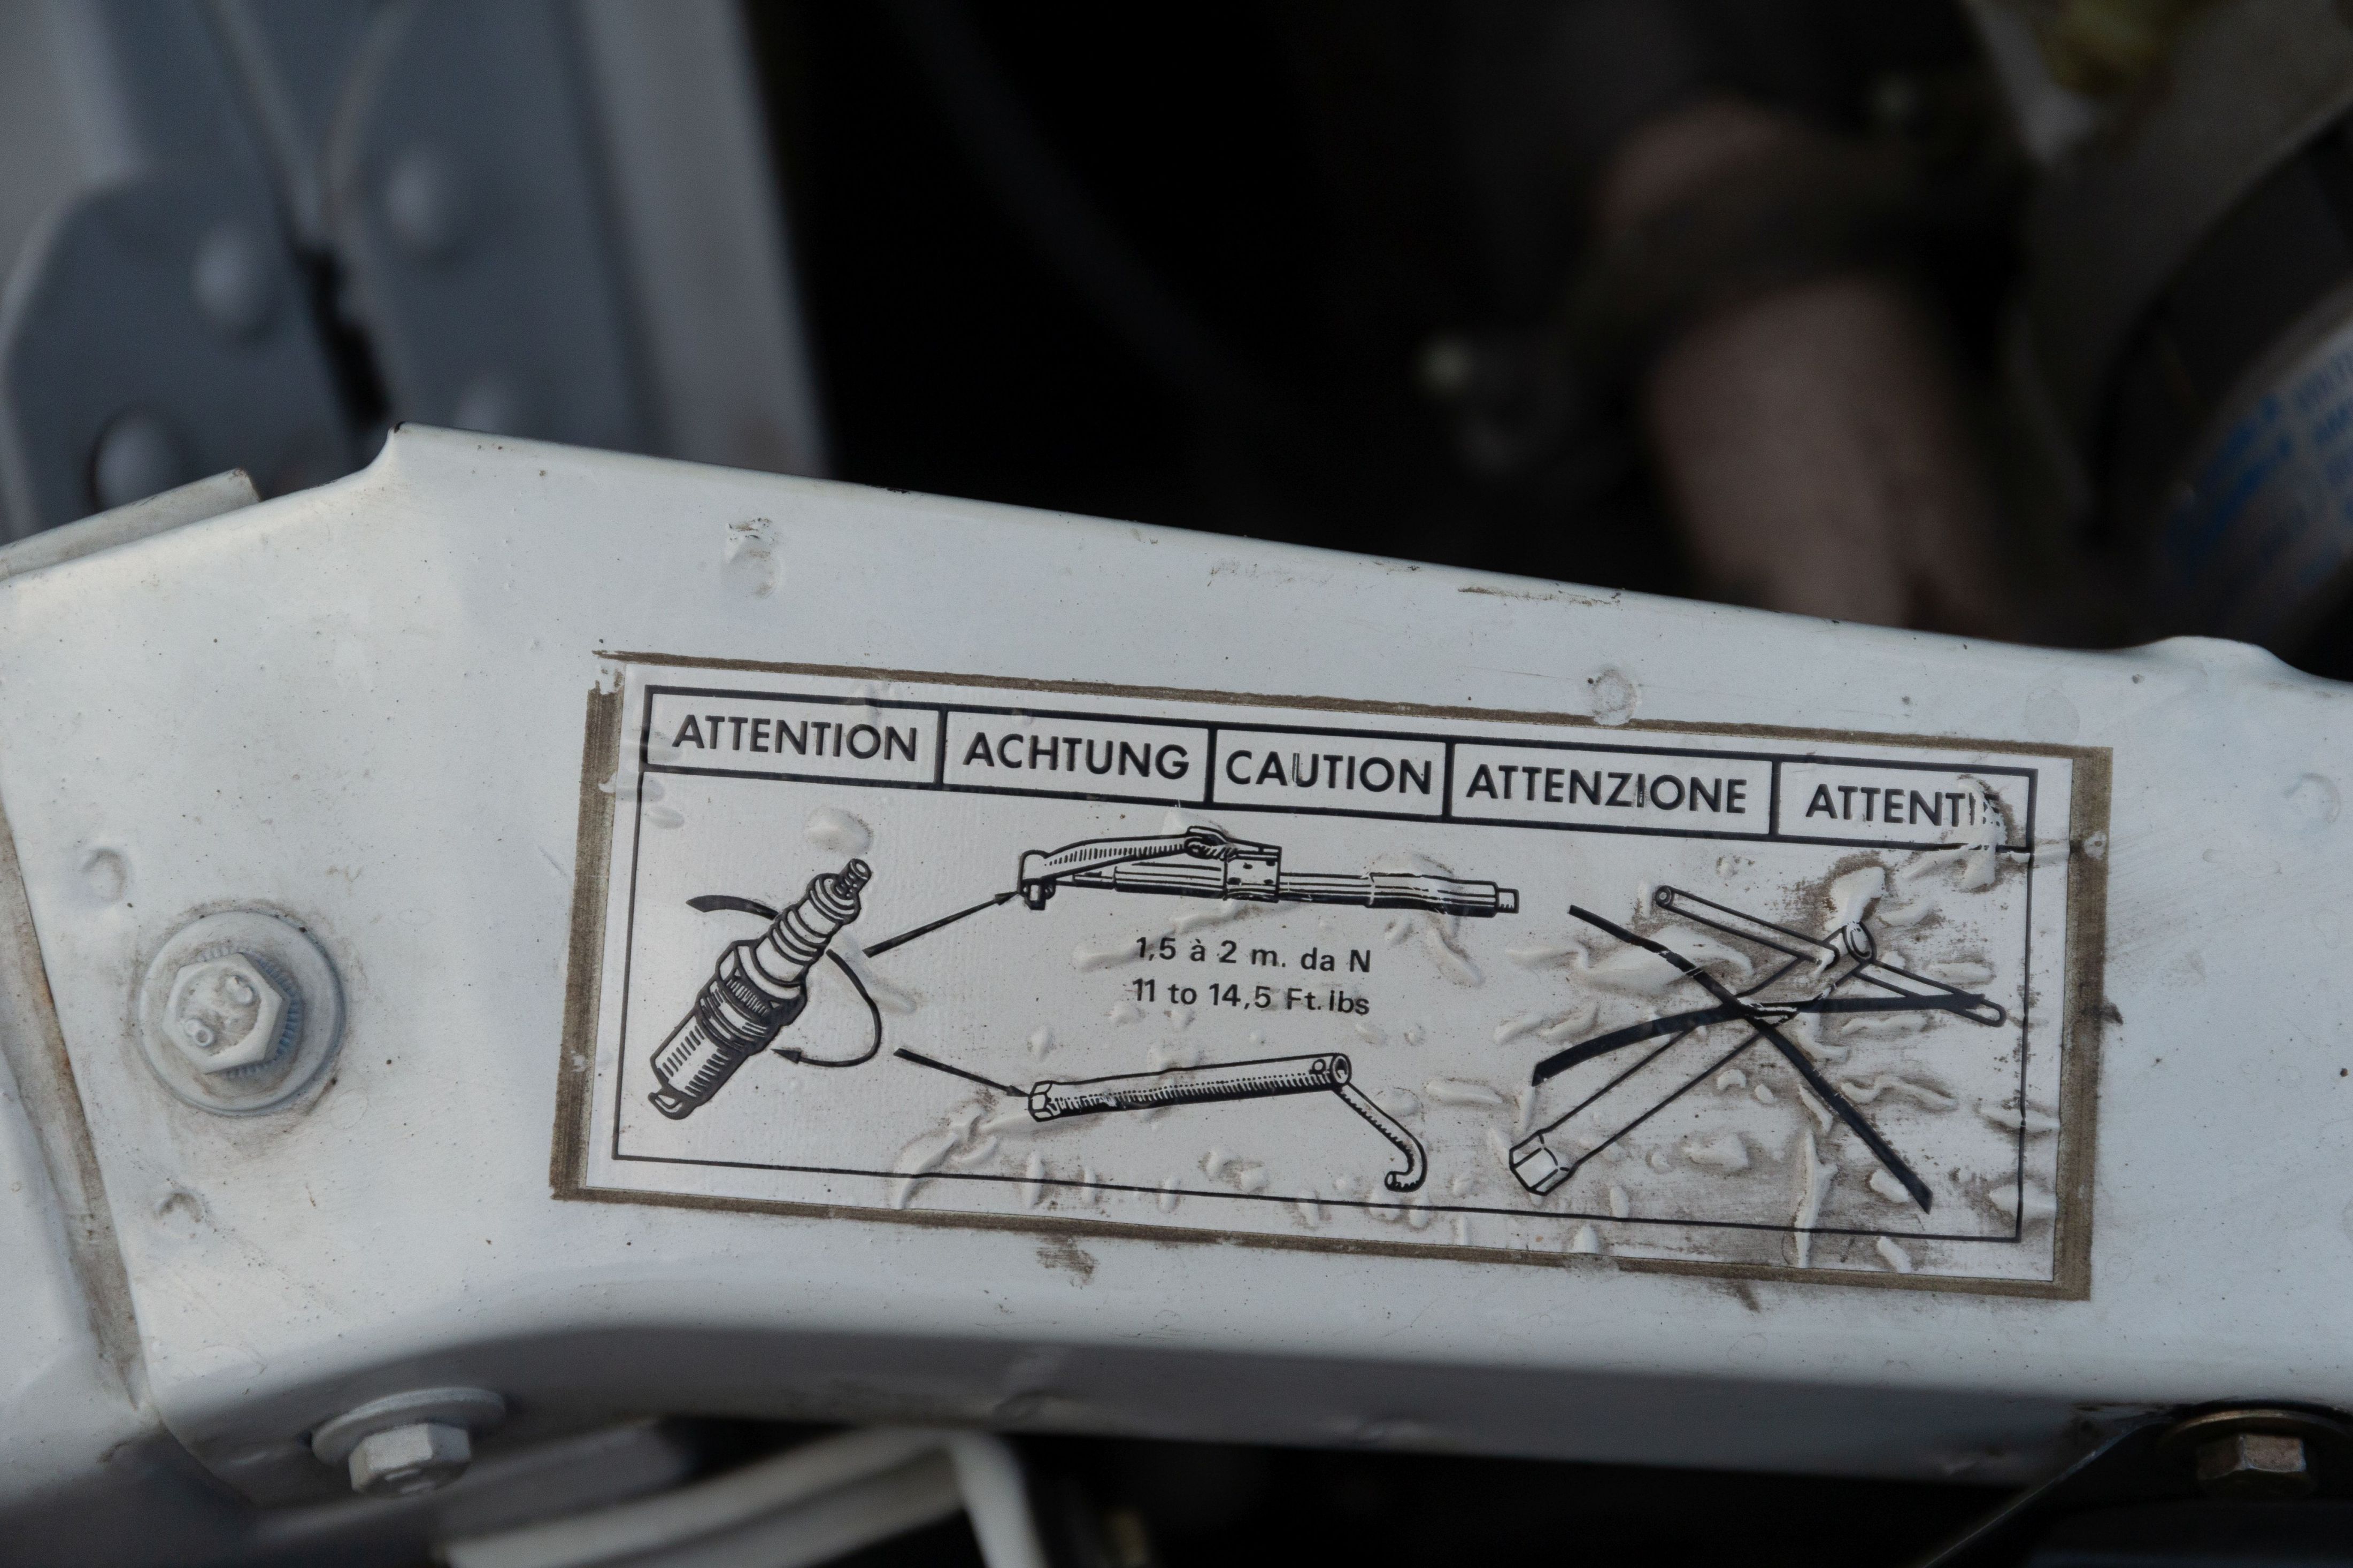 ATTENTION ACHTUNG CAUTION ATTENZIONE
1,5 à 2 m. da N
11 to 14,5 Ft. lbs